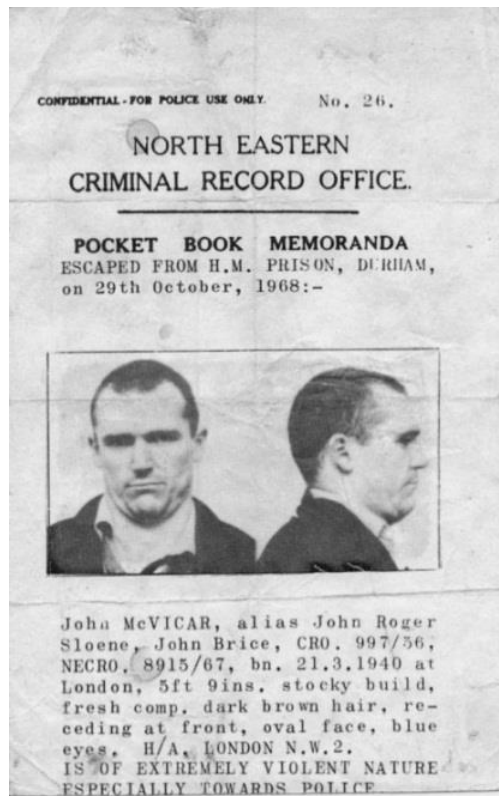 CONFIDENTIAL - FOR POLICE USE ONLY. No. 26.
NORTH EASTERN
CRIMINAL RECORD OFFICE.
POCKET BOOK MEMORANDA
ESCAPED FROM H.M. PRISON, DURHAM,
on 29th October, 1968:-
John McVICAR, alias John Roger
Sloene, John Brice, CRO. 997/56,
NECRO. 8915/67, bn. 21.3.1940 at
London, 5ft 9ins. stocky build,
fresh comp. dark brown hair, re-
ceding at front, oval face, blue
eyes. H/A. LONDON N.W.2.
IS OF EXTREMELY VIOLENT NATURE
ESPECIALLY TOWARDS POLICE